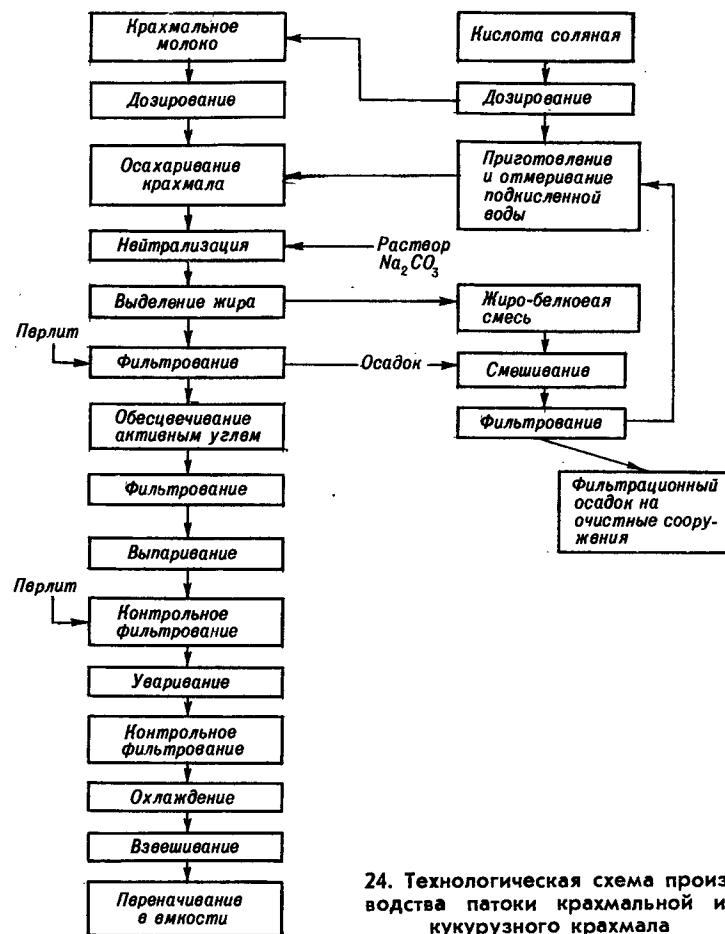 Крахмальное
молоко
Кислота соляная
Дозирование
Дозирование
Осахаривание
крахмала
Приготовление
и отмеривание
подкисленной
воды
Нейтрализация
Раствор
Na₂CO₃
Выделение жира
Жиро-белковая
смесь
Перлит
Фильтрование
Осадок
Смешивание
Обесцвечивание
активным углем
Фильтрование
Фильтрование
Фильтрационный
осадок на
очистные соору-
жения
Выпаривание
Перлит
Контрольное
фильтрование
Уваривание
Контрольное
фильтрование
Охлаждение
Взвешивание
Перекачивание
в емкости
24. Технологическая схема произ
водства патоки крахмальной и
кукурузного крахмала